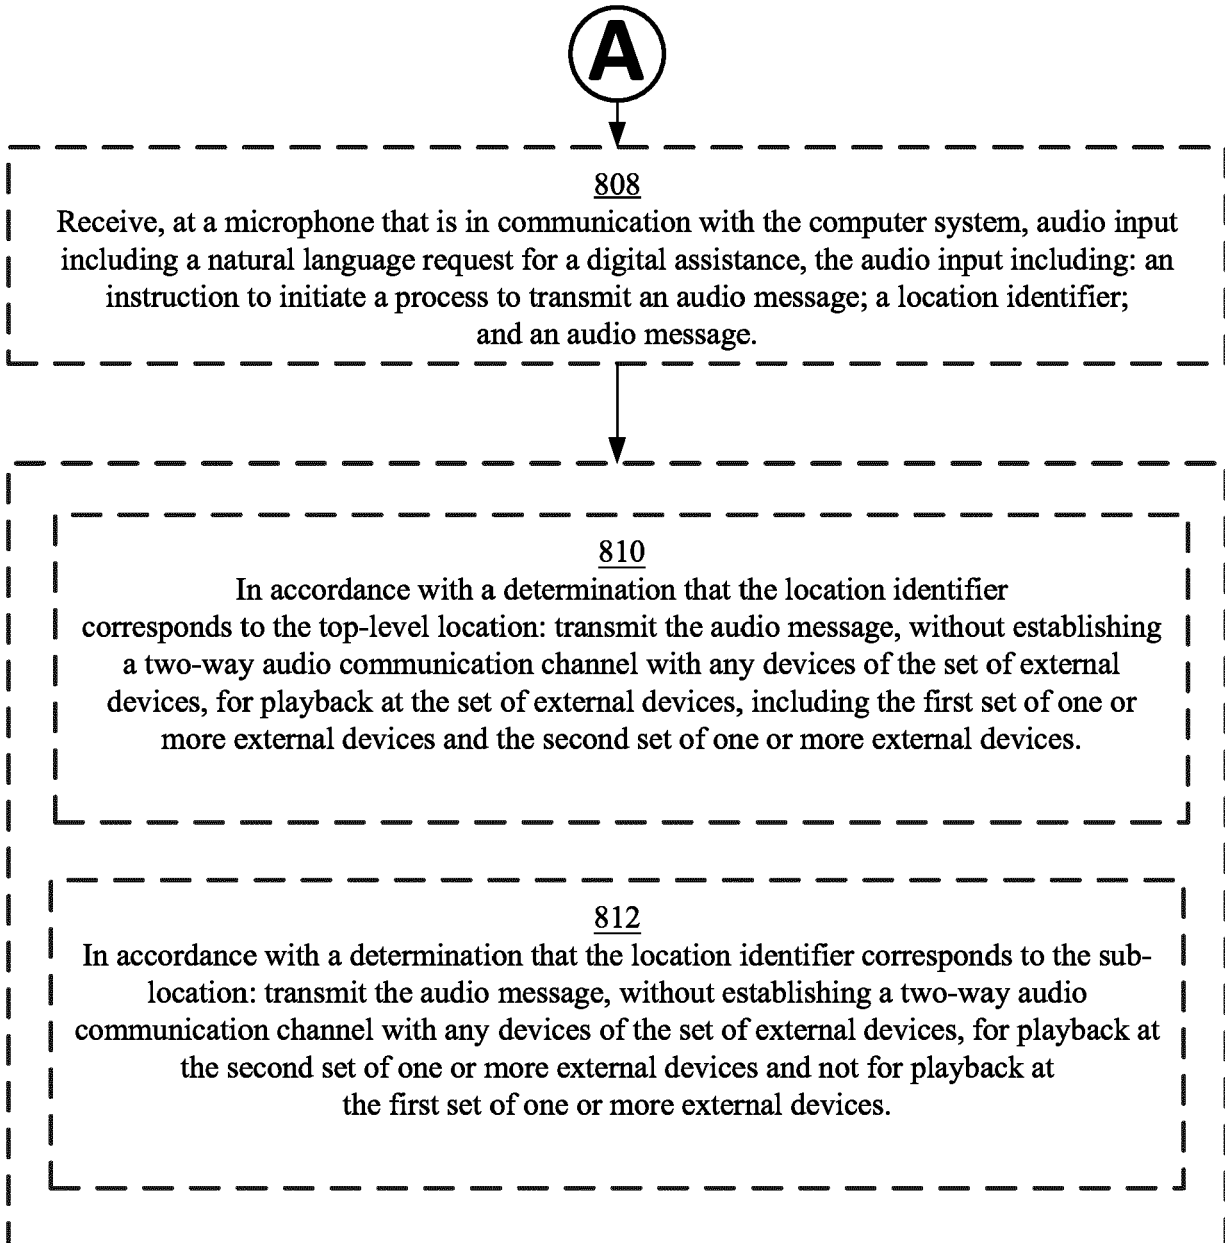 A
808
Receive, at a microphone that is in communication with the computer system, audio input
including a natural language request for a digital assistance, the audio input including: an
instruction to initiate a process to transmit an audio message; a location identifier;
and an audio message.
810
In accordance with a determination that the location identifier
corresponds to the top-level location: transmit the audio message, without establishing
a two-way audio communication channel with any devices of the set of external
devices, for playback at the set of external devices, including the first set of one or
more external devices and the second set of one or more external devices.
812
In accordance with a determination that the location identifier corresponds to the sub-
location: transmit the audio message, without establishing a two-way audio
communication channel with any devices of the set of external devices, for playback at
the second set of one or more external devices and not for playback at
the first set of one or more external devices.